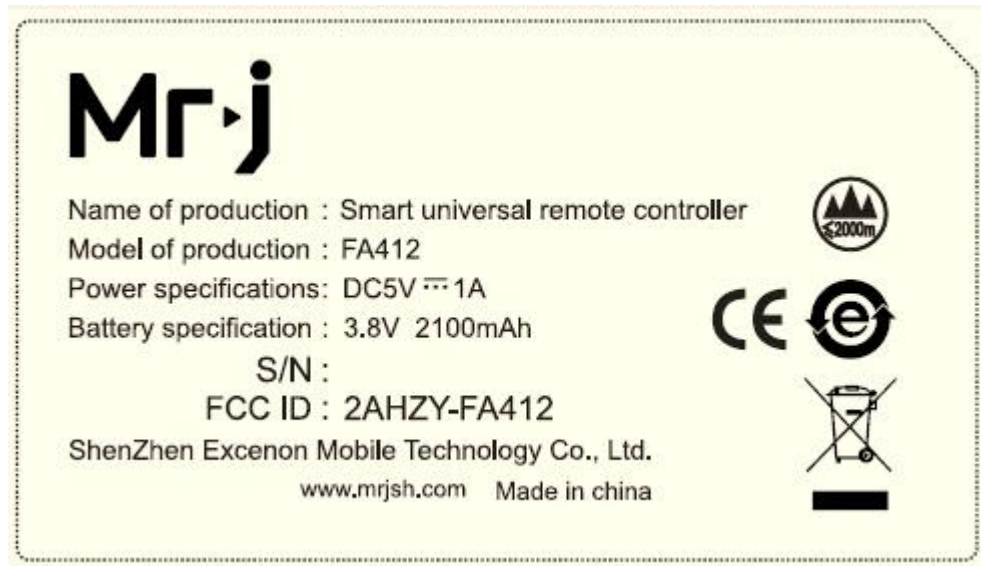 Mr·j
Name of production : Smart universal remote controller
Model of production : FA412
Power specifications: DC5V ⎓ 1A
Battery specification : 3.8V 2100mAh
S/N :
FCC ID : 2AHZY-FA412
ShenZhen Excenon Mobile Technology Co., Ltd.
www.mrjsh.com Made in china
≤2000m
CE
e